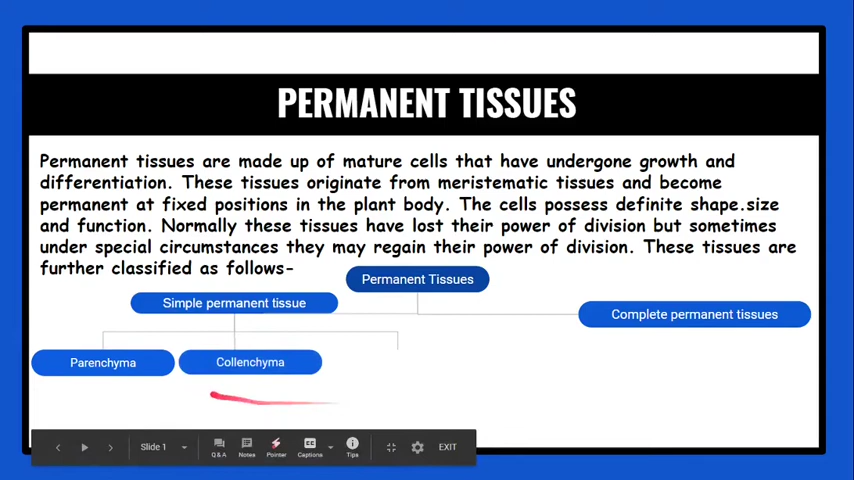 PERMANENT TISSUES
Permanent tissues are made up of mature cells that have undergone growth and
differentiation. These tissues originate from meristematic tissues and become
permanent at fixed positions in the plant body. The cells possess definite shape.size
and function. Normally these tissues have lost their power of division but sometimes
under special circumstances they may regain their power of division. These tissues are
further classified as follows-
Permanent Tissues
Simple permanent tissue
Complete permanent tissues
Parenchyma
Collenchyma
Slide 1
Q & A
Notes
Pointer
CC
Captions
Tips
EXIT